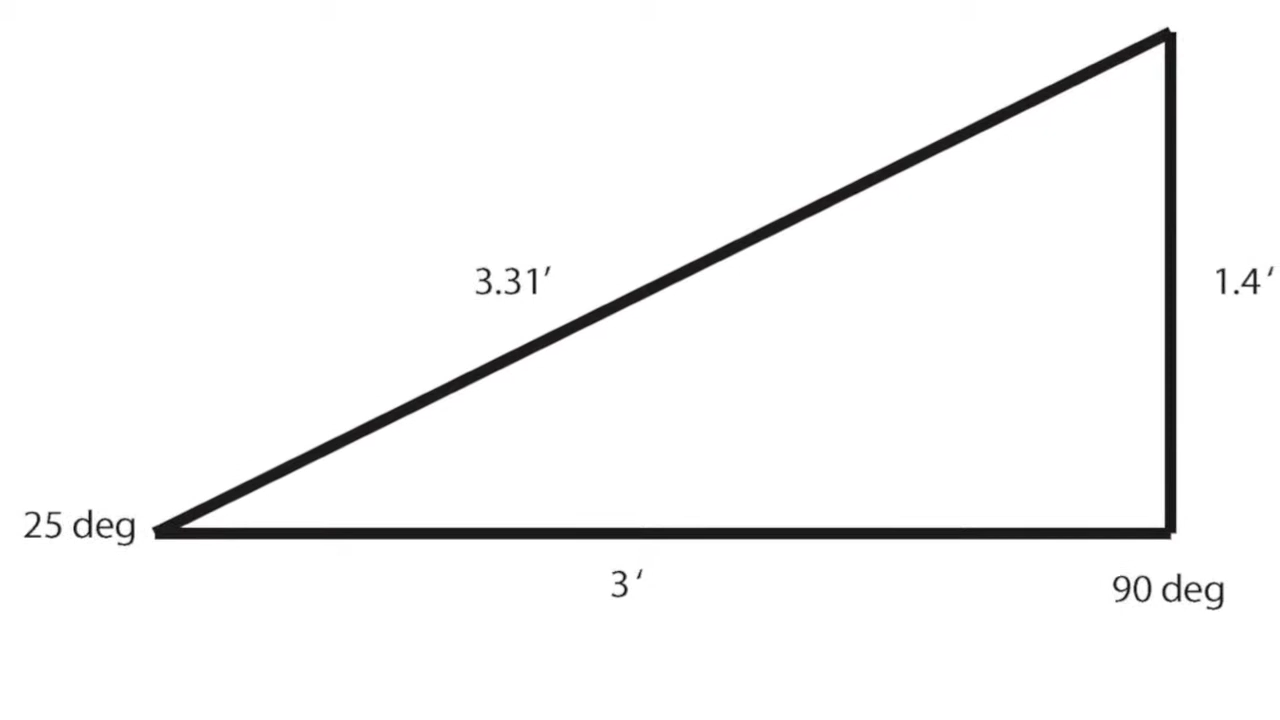 3.31′
1.4 ′
25 deg
3 ′
90 deg